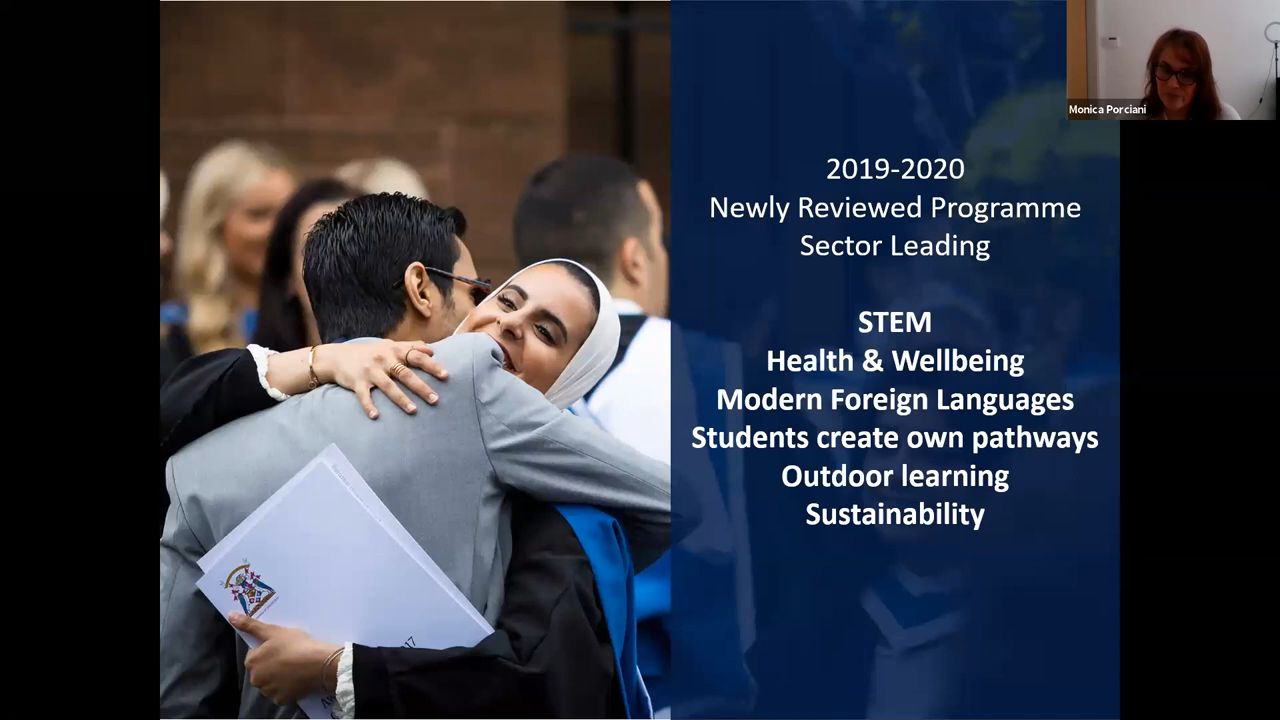 Monica Porciani
2019-2020
Newly Reviewed Programme
Sector Leading
STEM
Health & Wellbeing
Modern Foreign Languages
Students create own pathways
Outdoor learning
Sustainability
17